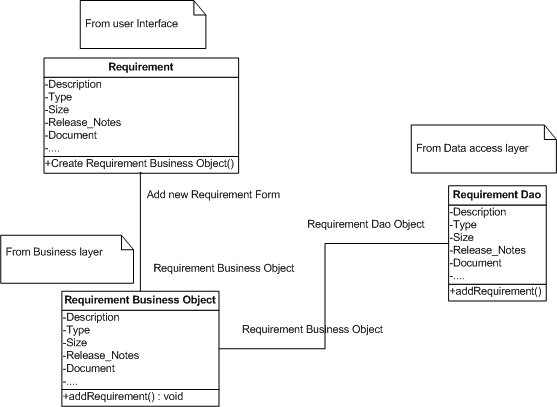 From user Interface
Requirement
-Description
-Type
-Size
-Release_Notes
-Document
-....
+Create Requirement Business Object()
Add new Requirement Form
From Data access layer
Requirement Dao
-Description
-Type
-Size
-Release_Notes
-Document
-....
+addRequirement()
Requirement Dao Object
From Business layer
Requirement Business Object
Requirement Business Object
-Description
-Type
-Size
-Release_Notes
-Document
-....
+addRequirement() : void
Requirement Business Object